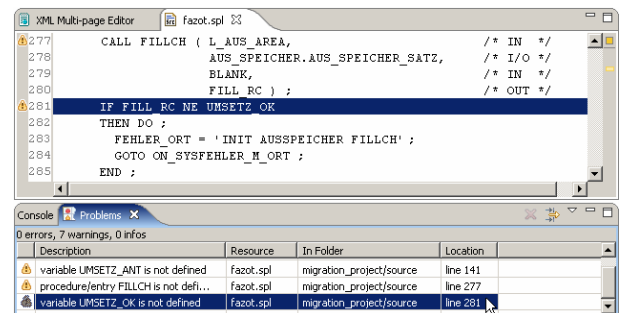 XML Multi-page Editor fazot.spl
277 CALL FILLCH ( L_AUS_AREA, /* IN */
278 AUS_SPEICHER.AUS_SPEICHER_SATZ, /* I/O */
279 BLANK, /* IN */
280 FILL_RC ) ; /* OUT */
281 IF FILL_RC NE UMSETZ_OK
282 THEN DO ;
283 FEHLER_ORT = 'INIT AUSSPEICHER FILLCH' ;
284 GOTO ON_SYSFEHLER_M_ORT ;
285 END ;
Console Problems
0 errors, 7 warnings, 0 infos
Description Resource In Folder Location
variable UMSETZ_ANT is not defined fazot.spl migration_project/source line 141
procedure/entry FILLCH is not defi... fazot.spl migration_project/source line 277
variable UMSETZ_OK is not defined fazot.spl migration_project/source line 281